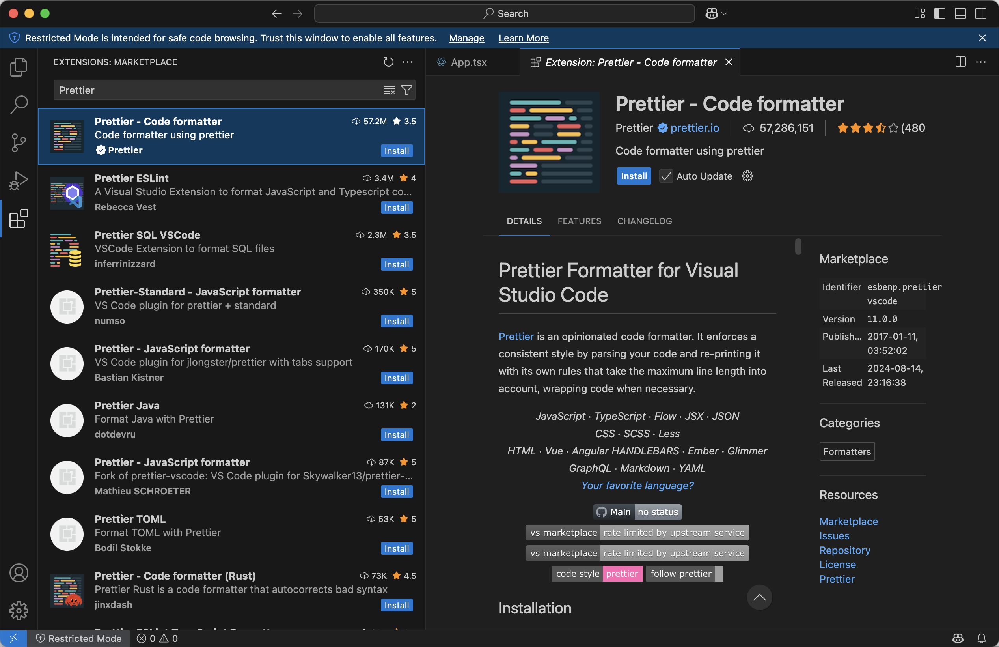 Search
Restricted Mode is intended for safe code browsing. Trust this window to enable all features. Manage Learn More
EXTENSIONS: MARKETPLACE
Prettier
Prettier - Code formatter 57.2M 3.5
Code formatter using prettier
Prettier Install
Prettier ESLint 3.4M 4
A Visual Studio Extension to format JavaScript and Typescript co...
Rebecca Vest Install
Prettier SQL VSCode 2.3M 3.5
VSCode Extension to format SQL files
inferrinizzard Install
Prettier-Standard - JavaScript formatter 350K 5
VS Code plugin for prettier + standard
numso Install
Prettier - JavaScript formatter 170K 5
VS Code plugin for jlongster/prettier with tabs support
Bastian Kistner Install
Prettier Java 131K 2
Format Java with Prettier
dotdevru Install
Prettier - JavaScript formatter 87K 5
Fork of prettier-vscode: VS Code plugin for Skywalker13/prettier-...
Mathieu SCHROETER Install
Prettier TOML 53K 5
Format TOML with Prettier
Bodil Stokke Install
Prettier - Code formatter (Rust) 73K 4.5
Prettier Rust is a code formatter that autocorrects bad syntax
jinxdash Install
App.tsx Extension: Prettier - Code formatter
Prettier - Code formatter
Prettier prettier.io 57,286,151 (480
Code formatter using prettier
Install Auto Update
DETAILS FEATURES CHANGELOG
Prettier Formatter for Visual
Studio Code
Prettier is an opinionated code formatter. It enforces a
consistent style by parsing your code and re-printing it
with its own rules that take the maximum line length into
account, wrapping code when necessary.
JavaScript · TypeScript · Flow · JSX · JSON
CSS · SCSS · Less
HTML · Vue · Angular HANDLEBARS · Ember · Glimmer
GraphQL · Markdown · YAML
Your favorite language?
Main no status
vs marketplace rate limited by upstream service
vs marketplace rate limited by upstream service
code style prettier follow prettier
Installation
Marketplace
Identifier esbenp.prettier
vscode
Version 11.0.0
Publish... 2017-01-11,
03:52:02
Last 2024-08-14,
Released 23:16:38
Categories
Formatters
Resources
Marketplace
Issues
Repository
License
Prettier
Restricted Mode 0 0